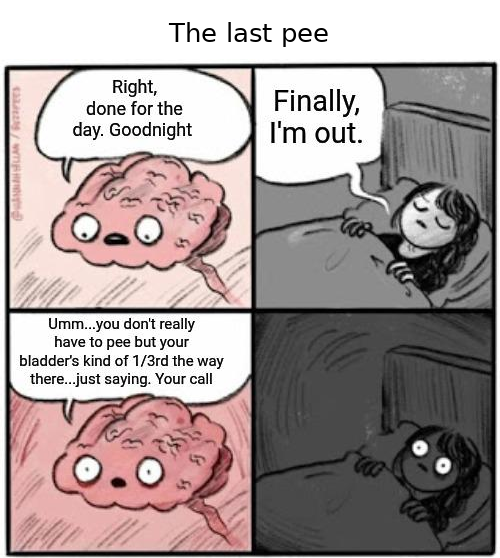 The last pee
Right,
done for the
day. Goodnight
Finally,
I'm out.
Umm...you don't really
have to pee but your
bladder's kind of 1/3rd the way
there...just saying. Your call